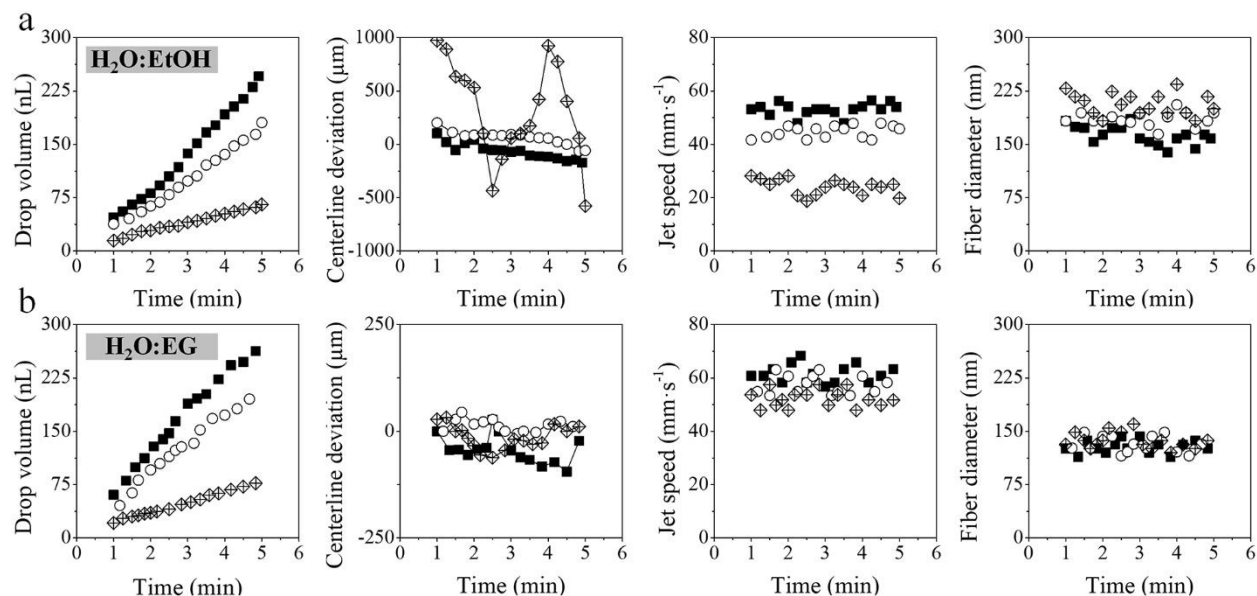 a
H₂O:EtOH
Drop volume (nL)
300
225
150
75
0
0 1 2 3 4 5 6
Time (min)
Centerline deviation (μm)
1000
500
0
-500
-1000
0 1 2 3 4 5 6
Time (min)
Jet speed (mm·s⁻¹)
80
60
40
20
0
0 1 2 3 4 5 6
Time (min)
Fiber diameter (nm)
300
225
150
75
0
0 1 2 3 4 5 6
Time (min)
b
H₂O:EG
Drop volume (nL)
300
225
150
75
0
0 1 2 3 4 5 6
Time (min)
Centerline deviation (μm)
250
0
-250
0 1 2 3 4 5 6
Time (min)
Jet speed (mm·s⁻¹)
80
60
40
20
0
0 1 2 3 4 5 6
Time (min)
Fiber diameter (nm)
300
225
150
75
0
0 1 2 3 4 5 6
Time (min)